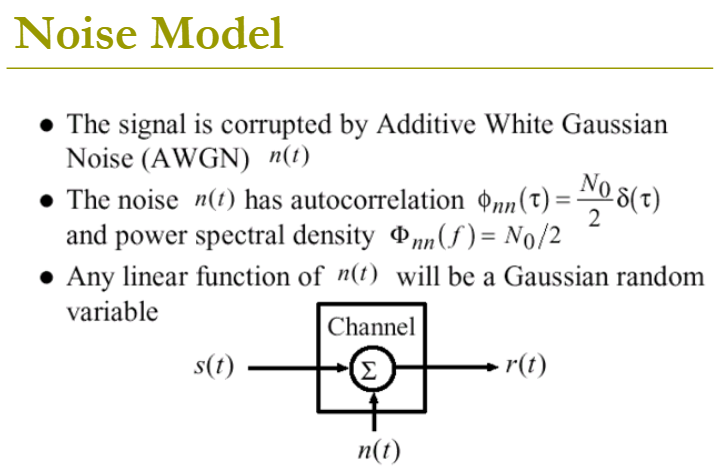 Noise Model
● The signal is corrupted by Additive White Gaussian
Noise (AWGN) n(t)
● The noise n(t) has autocorrelation ϕnn(τ) = N0/2 δ(τ)
and power spectral density Φnn(f) = N0/2
● Any linear function of n(t) will be a Gaussian random
variable
Channel
s(t) Σ r(t)
n(t)